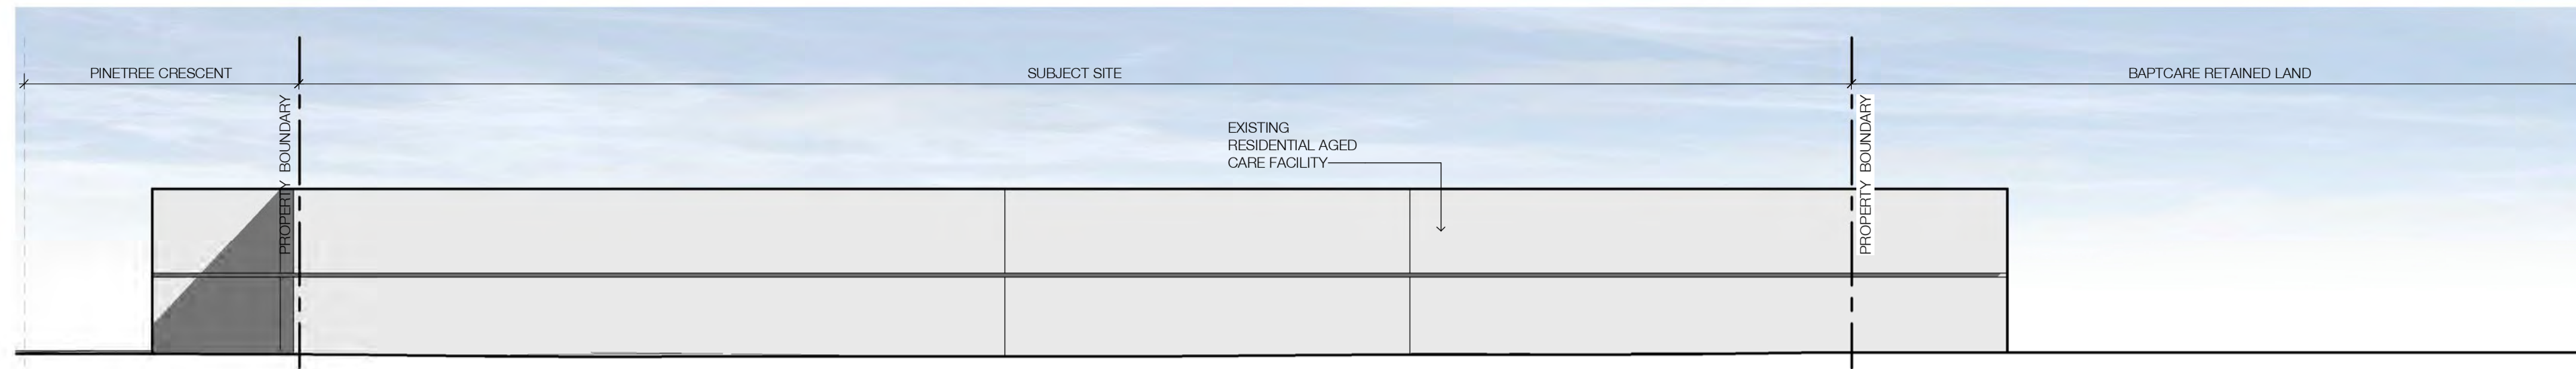 PINETREE CRESCENT
SUBJECT SITE
BAPTCARE RETAINED LAND
PROPERTY BOUNDARY
EXISTING
RESIDENTIAL AGED
CARE FACILITY
PROPERTY BOUNDARY